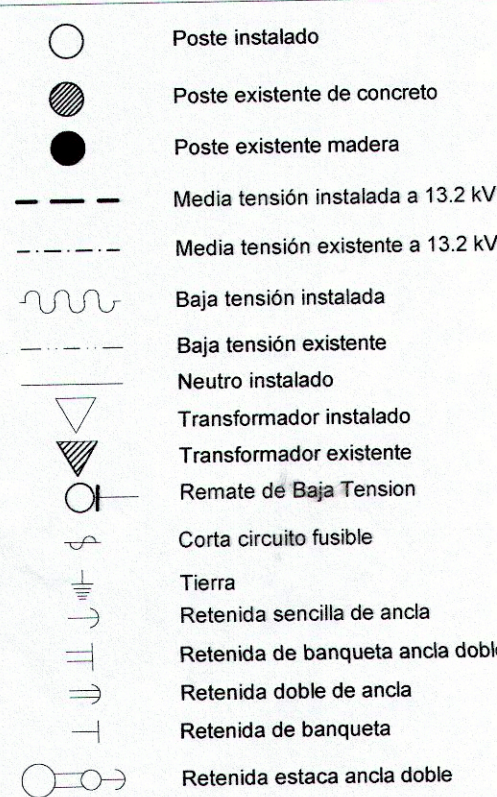 Poste instalado
Poste existente de concreto
Poste existente madera
Media tensión instalada a 13.2 kV
Media tensión existente a 13.2 kV
Baja tensión instalada
Baja tensión existente
Neutro instalado
Transformador instalado
Transformador existente
Remate de Baja Tension
Corta circuito fusible
Tierra
Retenida sencilla de ancla
Retenida de banqueta ancla doble
Retenida doble de ancla
Retenida de banqueta
Retenida estaca ancla doble